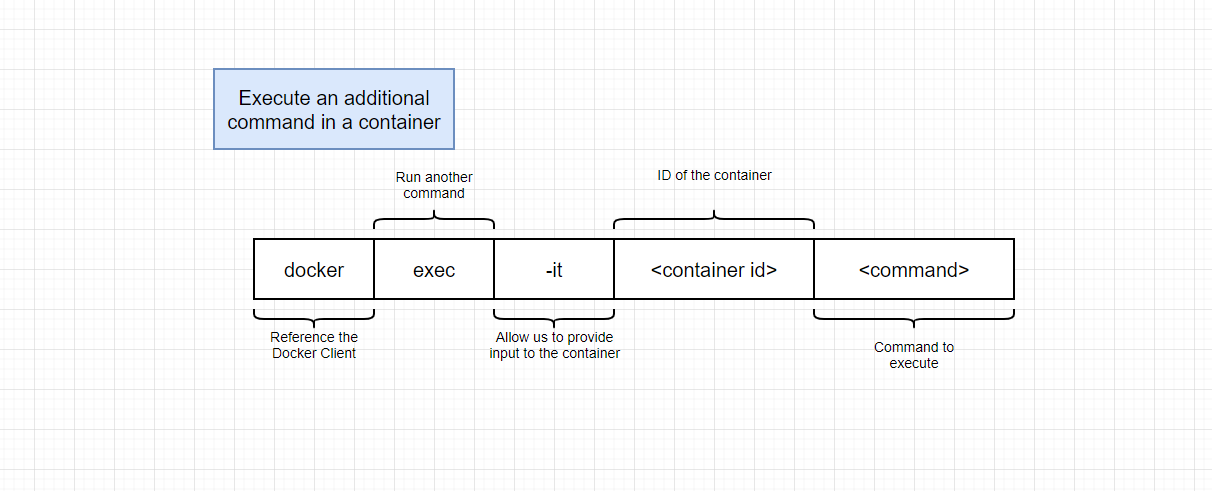 Execute an additional
command in a container
Run another
command
ID of the container
docker
exec
-it
<container id>
<command>
Reference the
Docker Client
Allow us to provide
input to the container
Command to
execute